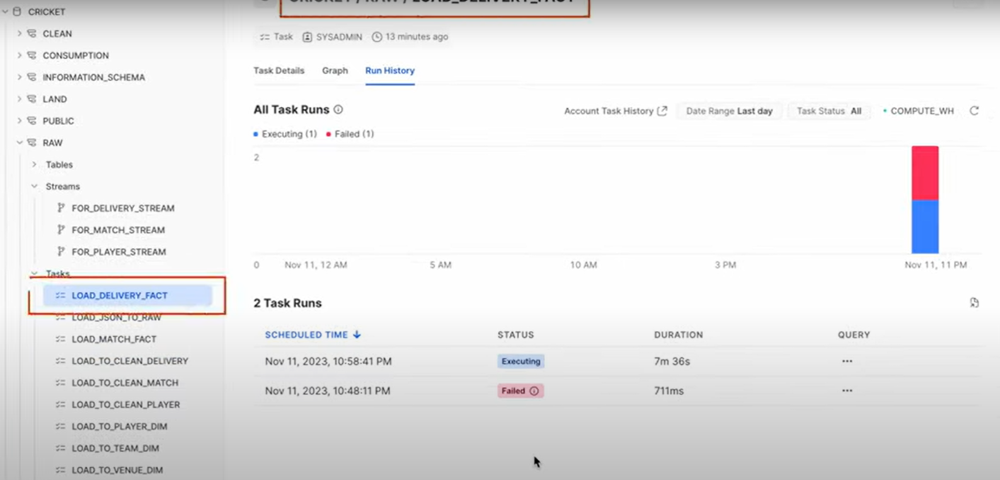 CRICKET
CLEAN
CONSUMPTION
INFORMATION_SCHEMA
LAND
PUBLIC
RAW
Tables
Streams
FOR_DELIVERY_STREAM
FOR_MATCH_STREAM
FOR_PLAYER_STREAM
Tasks
LOAD_DELIVERY_FACT
LOAD_JSON_TO_RAW
LOAD_MATCH_FACT
LOAD_TO_CLEAN_DELIVERY
LOAD_TO_CLEAN_MATCH
LOAD_TO_CLEAN_PLAYER
LOAD_TO_PLAYER_DIM
LOAD_TO_TEAM_DIM
LOAD_TO_VENUE_DIM
CRICKET / RAW / LOAD_DELIVERY_FACT
Task SYSADMIN 13 minutes ago
Task Details Graph Run History
All Task Runs Account Task History Date Range Last day Task Status All COMPUTE_WH
Executing (1) Failed (1)
2
0 Nov 11, 12 AM 5 AM 10 AM 3 PM Nov 11, 11 PM
2 Task Runs
SCHEDULED TIME STATUS DURATION QUERY
Nov 11, 2023, 10:58:41 PM Executing 7m 36s ...
Nov 11, 2023, 10:48:11 PM Failed 711ms ...